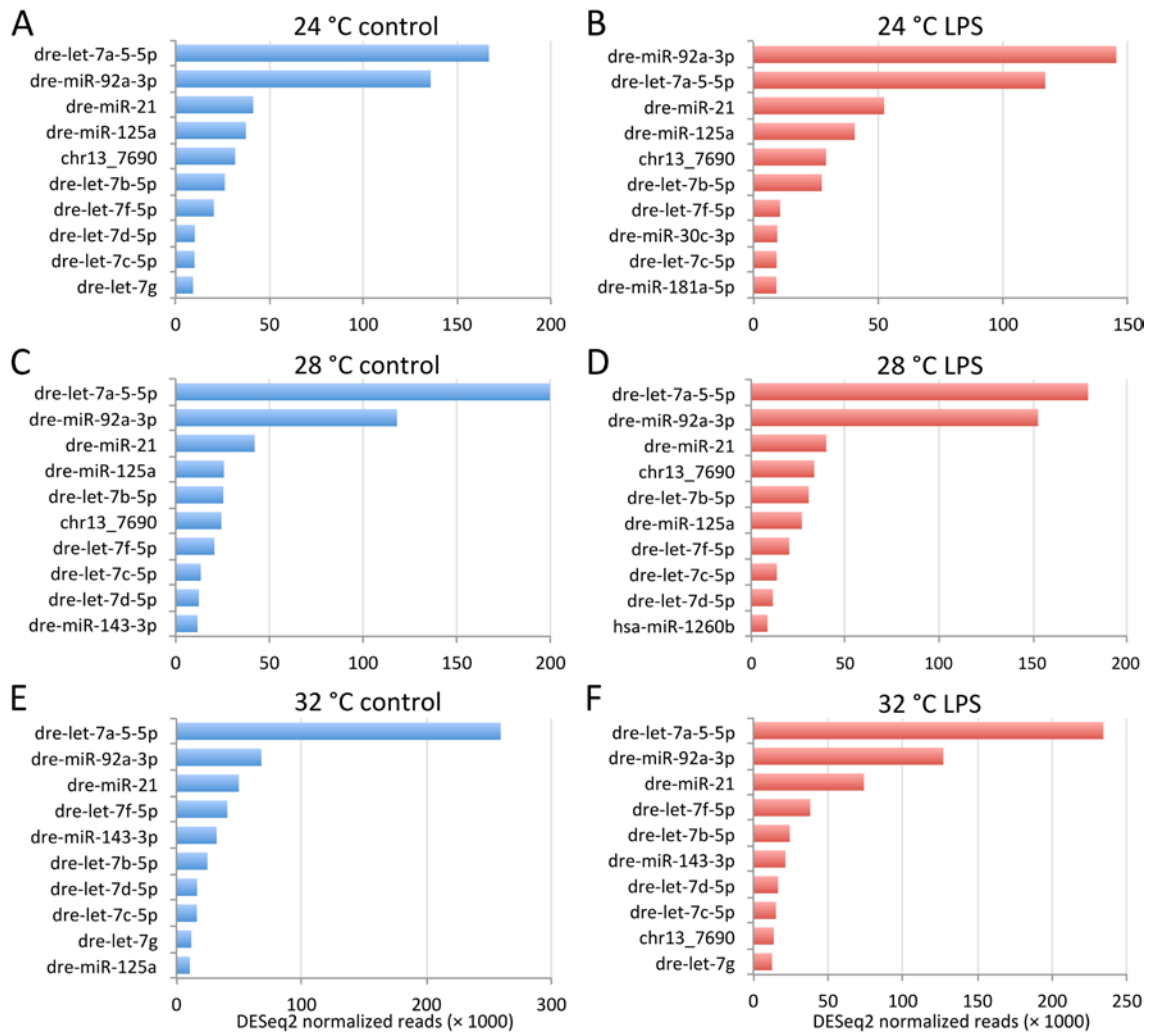 A
24 °C control
dre-let-7a-5-5p
dre-miR-92a-3p
dre-miR-21
dre-miR-125a
chr13_7690
dre-let-7b-5p
dre-let-7f-5p
dre-let-7d-5p
dre-let-7c-5p
dre-let-7g
0 50 100 150 200
B
24 °C LPS
dre-miR-92a-3p
dre-let-7a-5-5p
dre-miR-21
dre-miR-125a
chr13_7690
dre-let-7b-5p
dre-let-7f-5p
dre-miR-30c-3p
dre-let-7c-5p
dre-miR-181a-5p
0 50 100 150
C
28 °C control
dre-let-7a-5-5p
dre-miR-92a-3p
dre-miR-21
dre-miR-125a
dre-let-7b-5p
chr13_7690
dre-let-7f-5p
dre-let-7c-5p
dre-let-7d-5p
dre-miR-143-3p
0 50 100 150 200
D
28 °C LPS
dre-let-7a-5-5p
dre-miR-92a-3p
dre-miR-21
chr13_7690
dre-let-7b-5p
dre-miR-125a
dre-let-7f-5p
dre-let-7c-5p
dre-let-7d-5p
hsa-miR-1260b
0 50 100 150 200
E
32 °C control
dre-let-7a-5-5p
dre-miR-92a-3p
dre-miR-21
dre-let-7f-5p
dre-miR-143-3p
dre-let-7b-5p
dre-let-7d-5p
dre-let-7c-5p
dre-let-7g
dre-miR-125a
0 100 200 300
DESeq2 normalized reads (× 1000)
F
32 °C LPS
dre-let-7a-5-5p
dre-miR-92a-3p
dre-miR-21
dre-let-7f-5p
dre-let-7b-5p
dre-miR-143-3p
dre-let-7d-5p
dre-let-7c-5p
chr13_7690
dre-let-7g
0 50 100 150 200 250
DESeq2 normalized reads (× 1000)